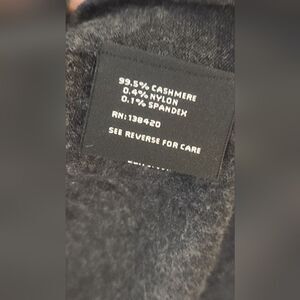 99.5% CASHMERE
0.4% NYLON
0.1% SPANDEX
RN: 138420
SEE REVERSE FOR CARE